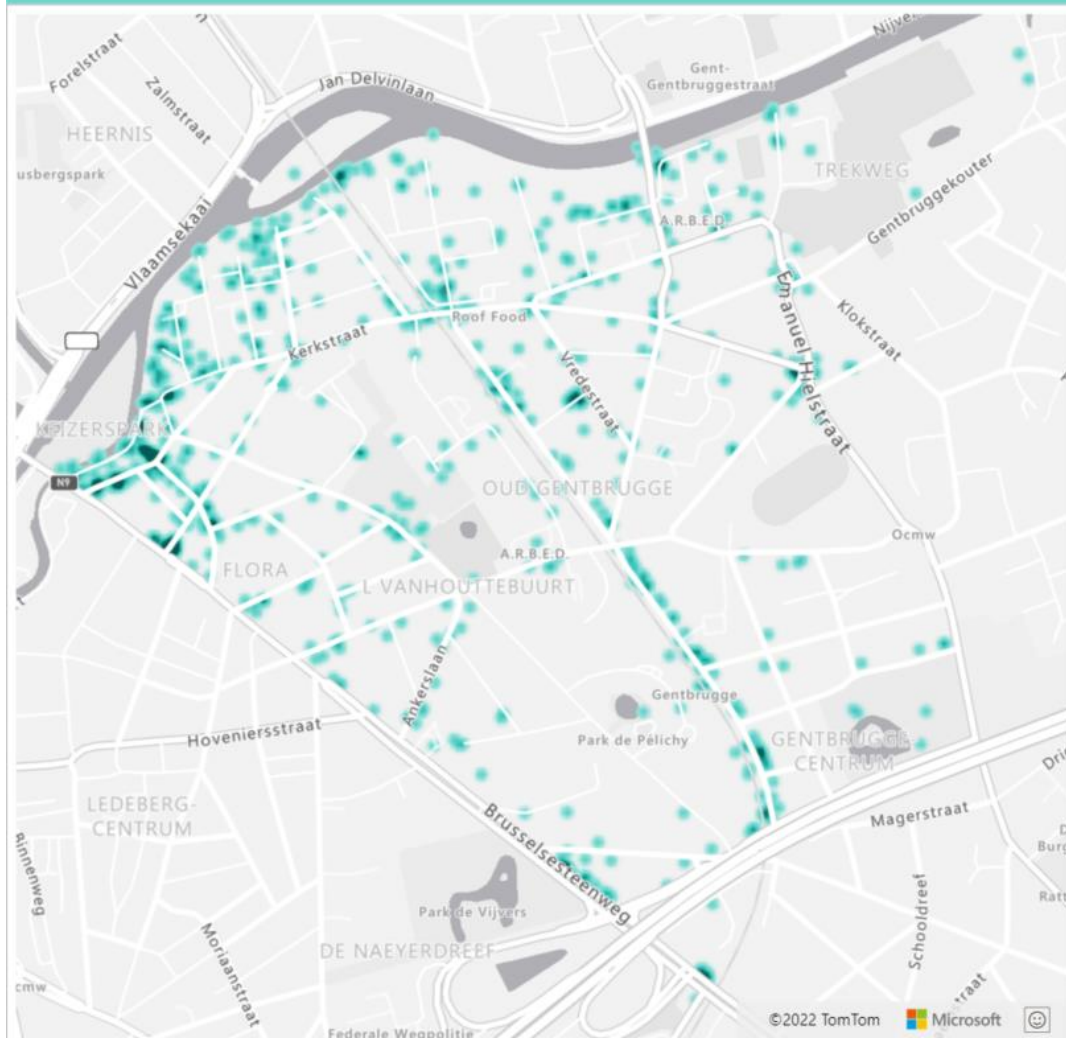 Forelstraat
Zalmstraat
Jan Delvinlaan
Gent-
Gentbruggestraat
HEERNIS
usbergspark
TREKWEG
Vlaamsekaai
A.R.B.E.D.
Gentbruggekouter
Roof Food
Kerkstraat
Vredestraat
Emanuel Hielstraat
Klokstraat
KEIZERSPARK
N9
OUD GENTBRUGGE
Ocmw
A.R.B.E.D.
FLORA
L VANHOUTTEBUURT
Ankerslaan
Gentbrugge
Hoveniersstraat
Park de Pélichy
GENTBRUGGE-
CENTRUM
LEDEBERG-
CENTRUM
Brusselsesteenweg
Magerstraat
Binnenweg
Park de Vijvers
Schooldreef
Moriaanstraat
DE NAEYERDREEF
ocmw
Federale Wegpolitie
©2022 TomTom
Microsoft